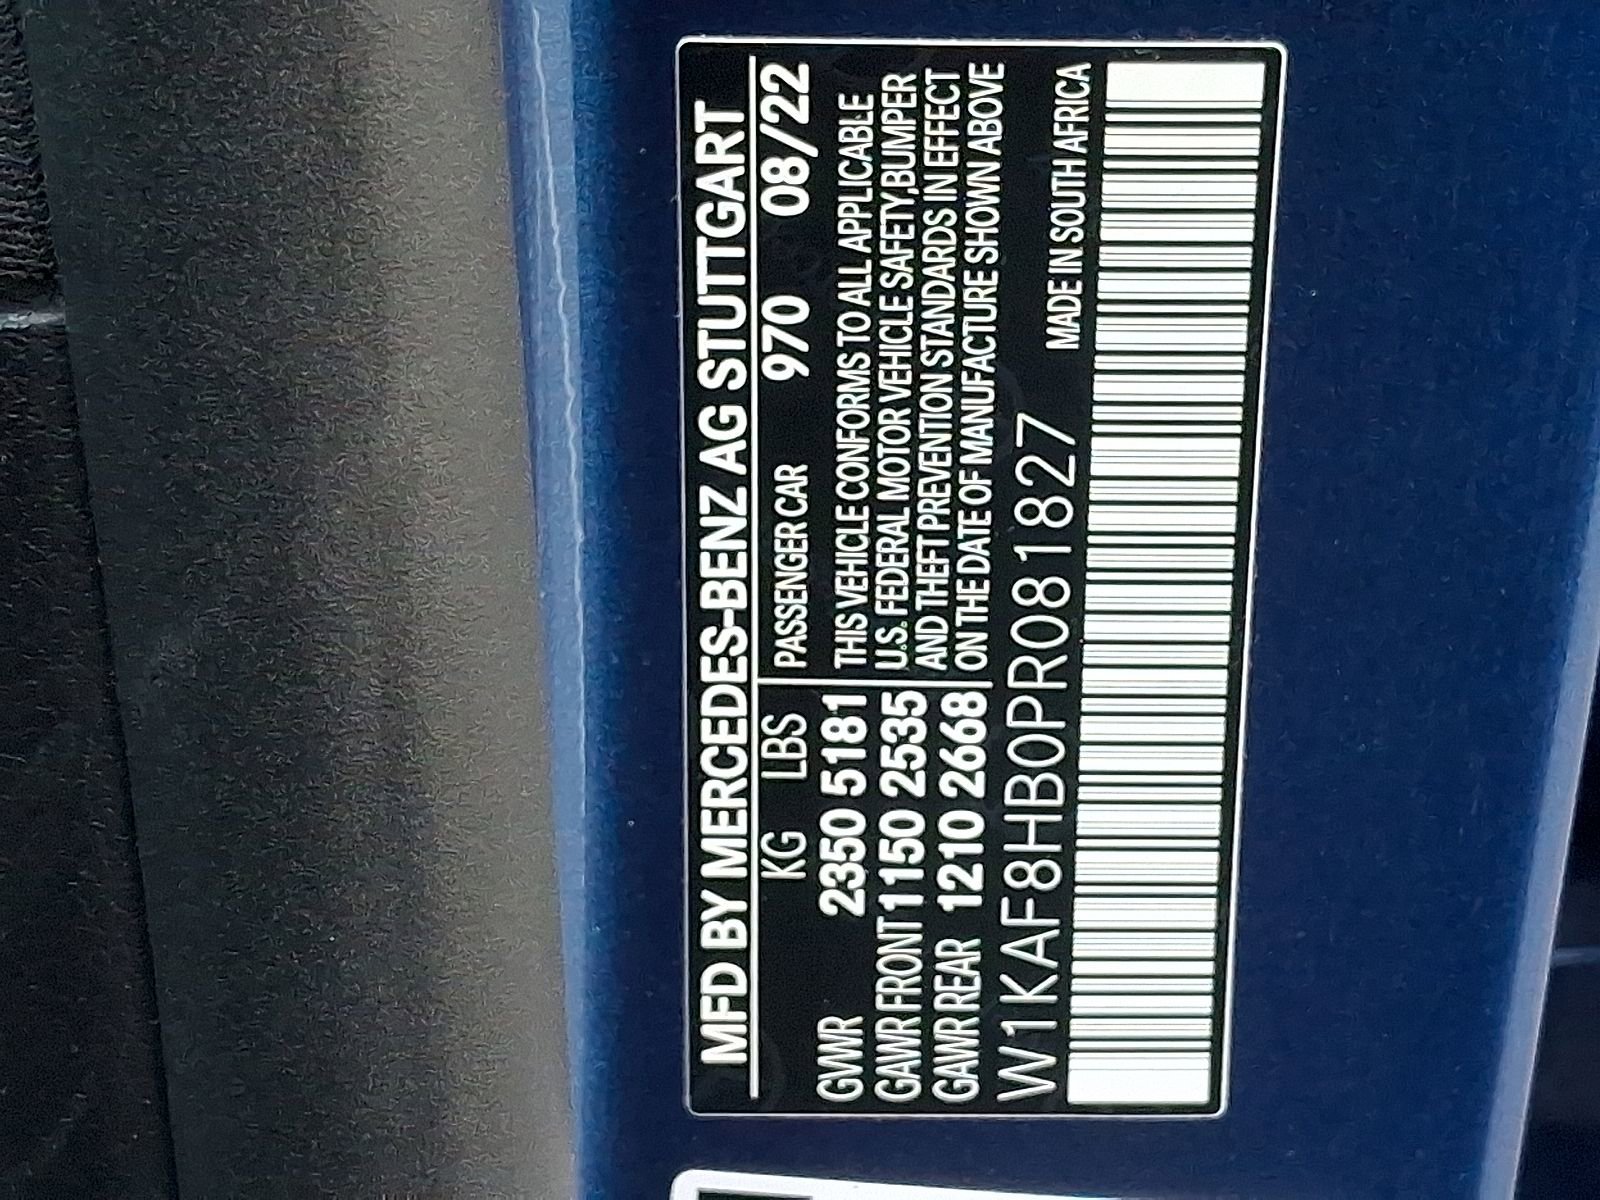 MFD BY MERCEDES-BENZ AG STUTTGART
KG LBS PASSENGER CAR 970 08/22
GVWR 2350 5181
GAWR FRONT 1150 2535
GAWR REAR 1210 2668
THIS VEHICLE CONFORMS TO ALL APPLICABLE
U.S. FEDERAL MOTOR VEHICLE SAFETY,BUMPER
AND THEFT PREVENTION STANDARDS IN EFFECT
ON THE DATE OF MANUFACTURE SHOWN ABOVE
W1KAF8HB0PR081827 MADE IN SOUTH AFRICA